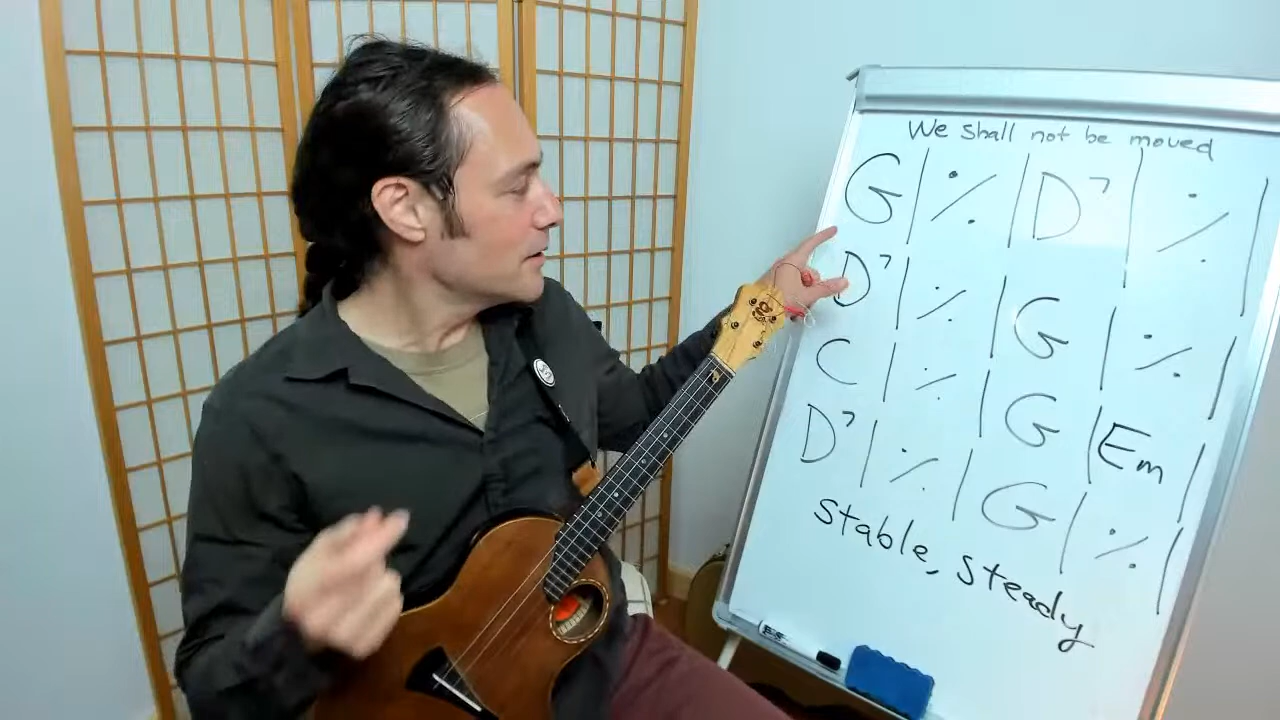 We shall not be moved
G | ٪ | D7 | ٪ |
D7 | ٪ | G | ٪ |
C | ٪ | G | Em |
D7 | ٪ | G | ٪ |
stable, steady